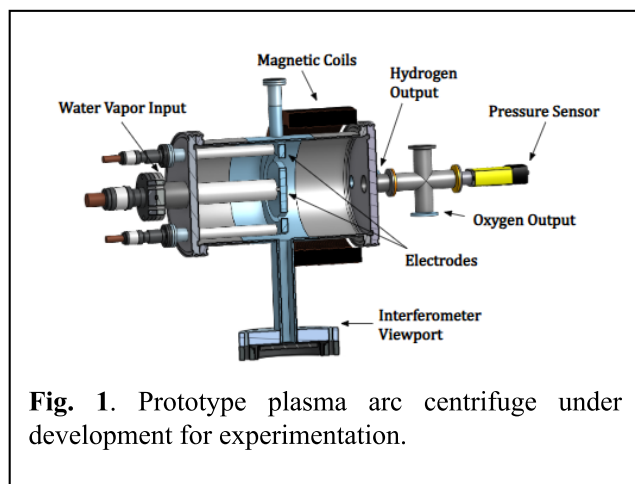 Magnetic Coils
Hydrogen
Output
Water Vapor Input
Pressure Sensor
Oxygen Output
Electrodes
Interferometer
Viewport
Fig. 1. Prototype plasma arc centrifuge under
development for experimentation.